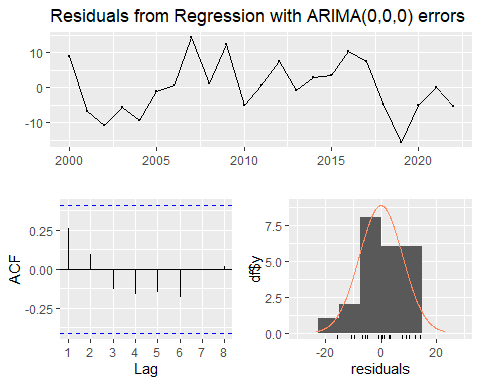 Residuals from Regression with ARIMA(0,0,0) errors
10
0
-10
2000 2005 2010 2015 2020
ACF
0.25
0.00
-0.25
1 2 3 4 5 6 7 8
Lag
df$y
7.5
5.0
2.5
0.0
-20 0 20
residuals